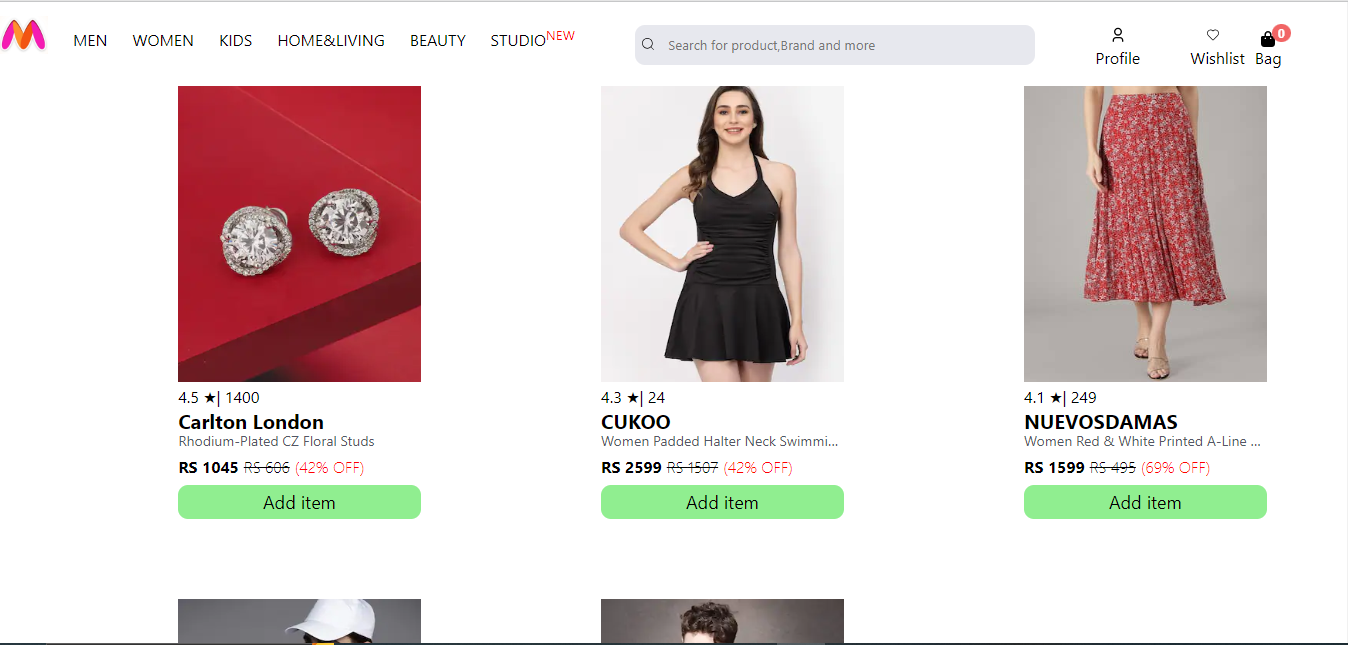 MEN WOMEN KIDS HOME&LIVING BEAUTY STUDIO NEW
Search for product,Brand and more
0
Profile Wishlist Bag
4.5 ★| 1400
Carlton London
Rhodium-Plated CZ Floral Studs
RS 1045 RS 606 (42% OFF)
Add item
4.3 ★| 24
CUKOO
Women Padded Halter Neck Swimmi...
RS 2599 RS 1507 (42% OFF)
Add item
4.1 ★| 249
NUEVOSDAMAS
Women Red & White Printed A-Line ...
RS 1599 RS 495 (69% OFF)
Add item